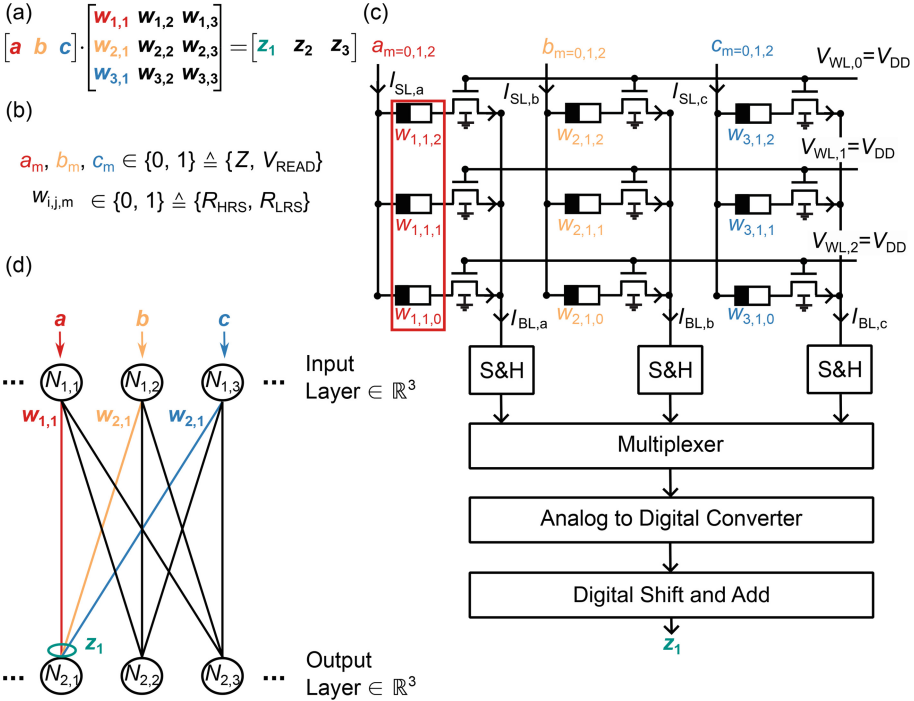 (a)
[a b c] · [w1,1 w1,2 w1,3
w2,1 w2,2 w2,3
w3,1 w3,2 w3,3] = [z1 z2 z3]
(b)
am, bm, cm ∈ {0, 1} ≙ {Z, VREAD}
wi,j,m ∈ {0, 1} ≙ {RHRS, RLRS}
(c)
am=0,1,2 bm=0,1,2 cm=0,1,2
VWL,0=VDD
ISL,a ISL,b ISL,c
w1,1,2 w2,1,2 w3,1,2
VWL,1=VDD
w1,1,1 w2,1,1 w3,1,1
VWL,2=VDD
w1,1,0 w2,1,0 w3,1,0
IBL,a IBL,b IBL,c
S&H S&H S&H
Multiplexer
Analog to Digital Converter
Digital Shift and Add
z1
(d)
a b c
... N1,1 N1,2 N1,3 ...
Input
Layer ∈ ℝ3
w1,1 w2,1 w2,1
z1
... N2,1 N2,2 N2,3 ...
Output
Layer ∈ ℝ3